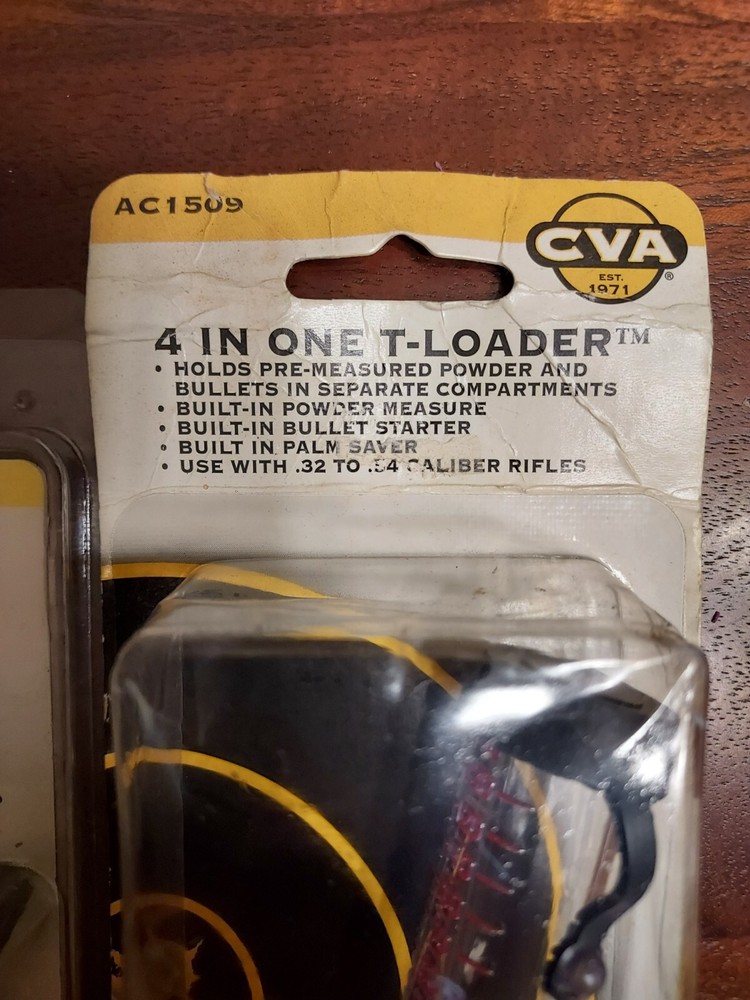 AC1509
CVA
EST.
1971
®
4 IN ONE T-LOADER™
• HOLDS PRE-MEASURED POWDER AND
BULLETS IN SEPARATE COMPARTMENTS
• BUILT-IN POWDER MEASURE
• BUILT-IN BULLET STARTER
• BUILT IN PALM SAVER
• USE WITH .32 TO .54 CALIBER RIFLES